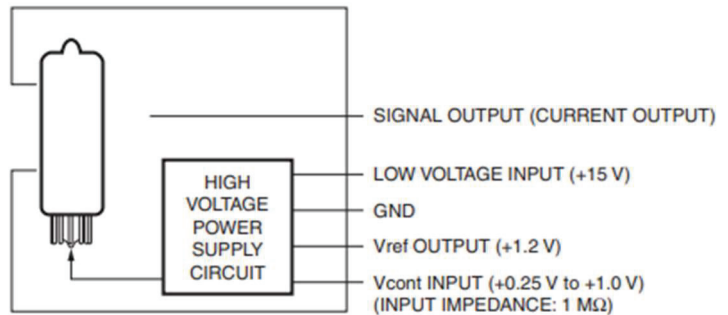 SIGNAL OUTPUT (CURRENT OUTPUT)
LOW VOLTAGE INPUT (+15 V)
HIGH
VOLTAGE
POWER
SUPPLY
CIRCUIT
GND
Vref OUTPUT (+1.2 V)
Vcont INPUT (+0.25 V to +1.0 V)
(INPUT IMPEDANCE: 1 MΩ)